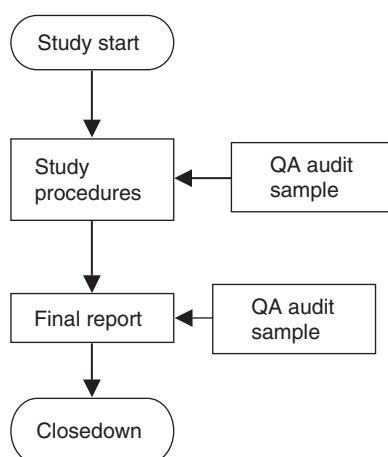 Study start
Study
procedures
QA audit
sample
Final report
QA audit
sample
Closedown